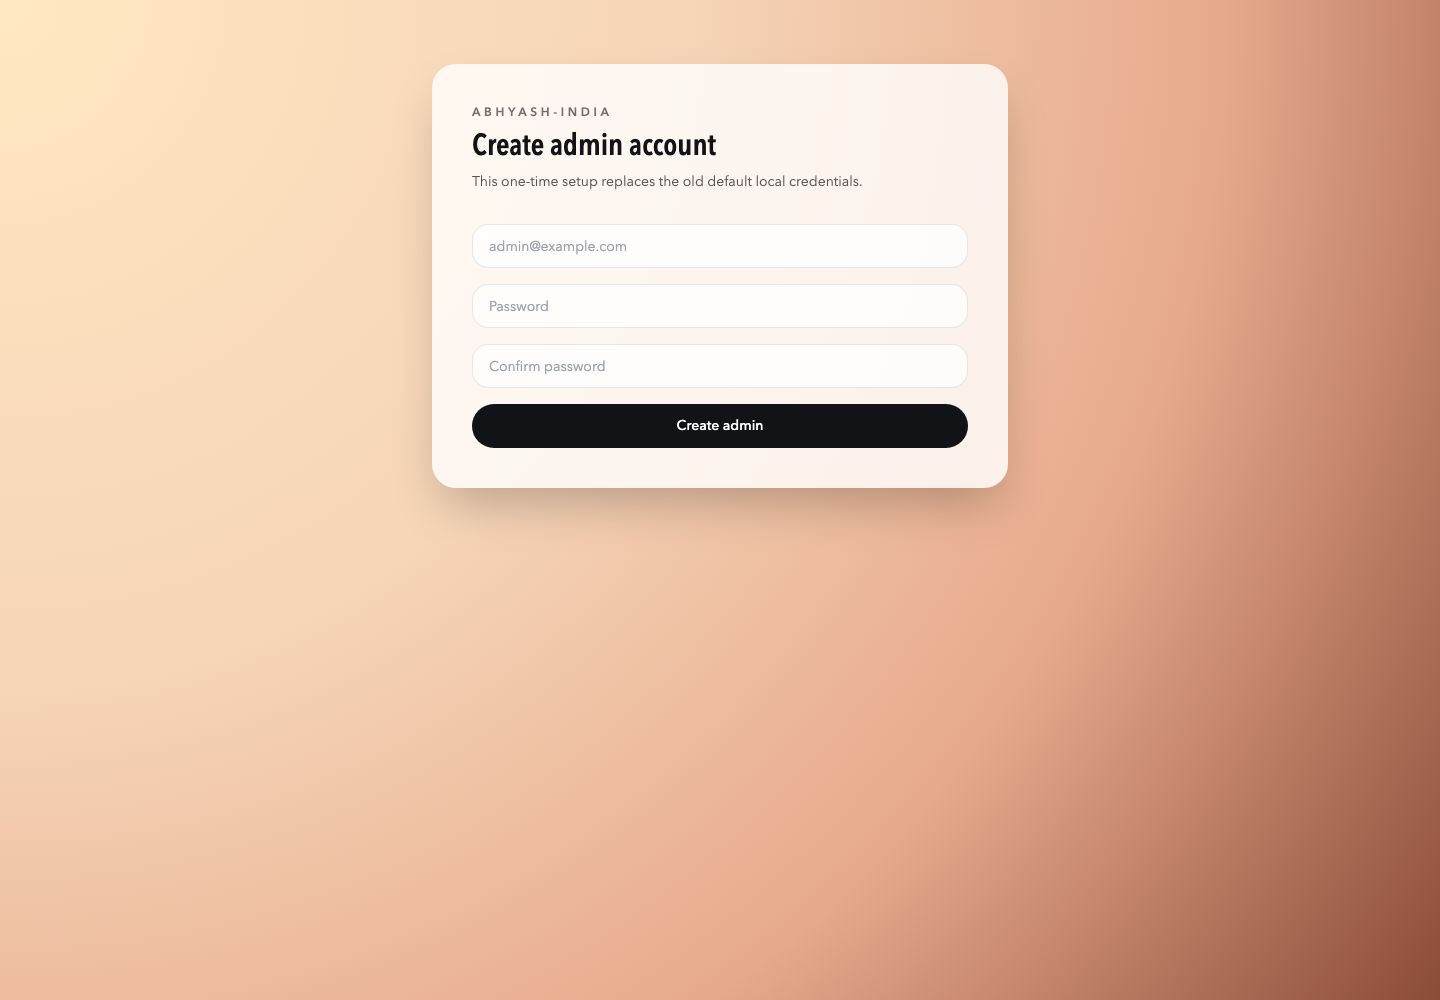 ABHYASH-INDIA
Create admin account
This one-time setup replaces the old default local credentials.
admin@example.com
Password
Confirm password
Create admin